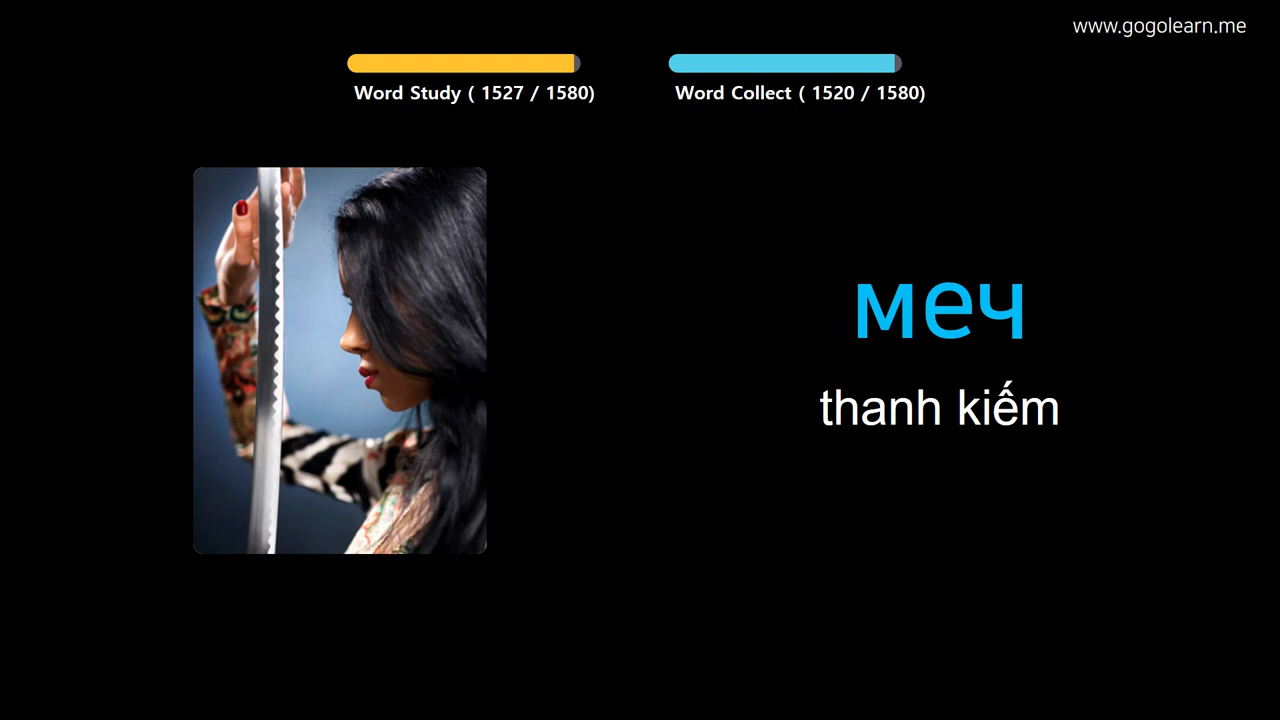 www.gogolearn.me
Word Study ( 1527 / 1580)
Word Collect ( 1520 / 1580)
меч
thanh kiếm